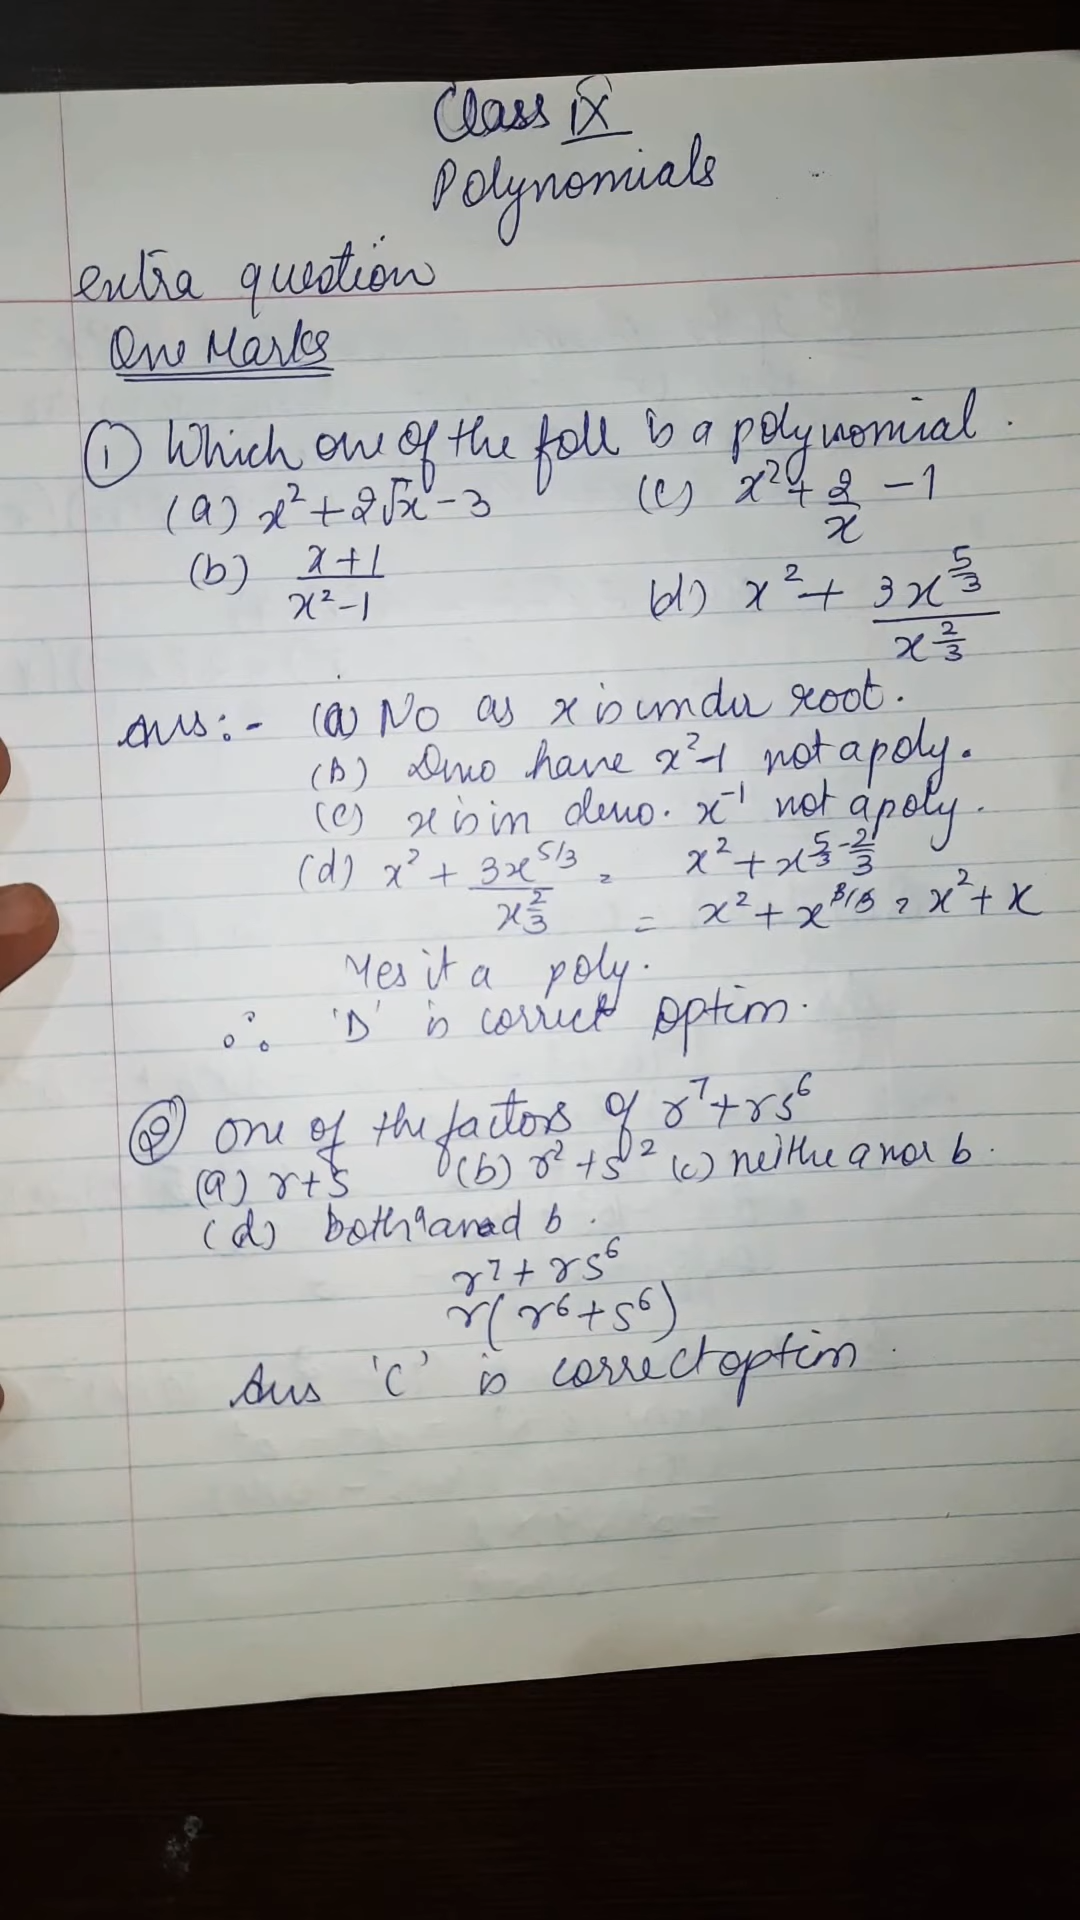 Class IX
Polynomials
extra question
One Marks
① Which one of the foll is a polynomial.
(a) x² + 2√x - 3 (c) x² + 2/x - 1
(b) (x+1)/(x²-1) (d) x² + 3x^(5/3)/x^(2/3)
Ans:- (a) No as x is under root.
(B) Deno have x²-1 not a poly.
(c) x is in deno. x⁻¹ not a poly.
(d) x² + 3x^(5/3)/x^(2/3) = x² + x^(5/3 - 2/3)
= x² + x^(3/3) = x² + x
Yes it a poly.
∴ 'D' is correct option.
② One of the factors of r⁷ + rs⁶
(a) r+s (b) r² + s² (c) neithe a nor b.
(d) both a and b.
r⁷ + rs⁶
r(r⁶ + s⁶)
Ans 'C' is correct option.